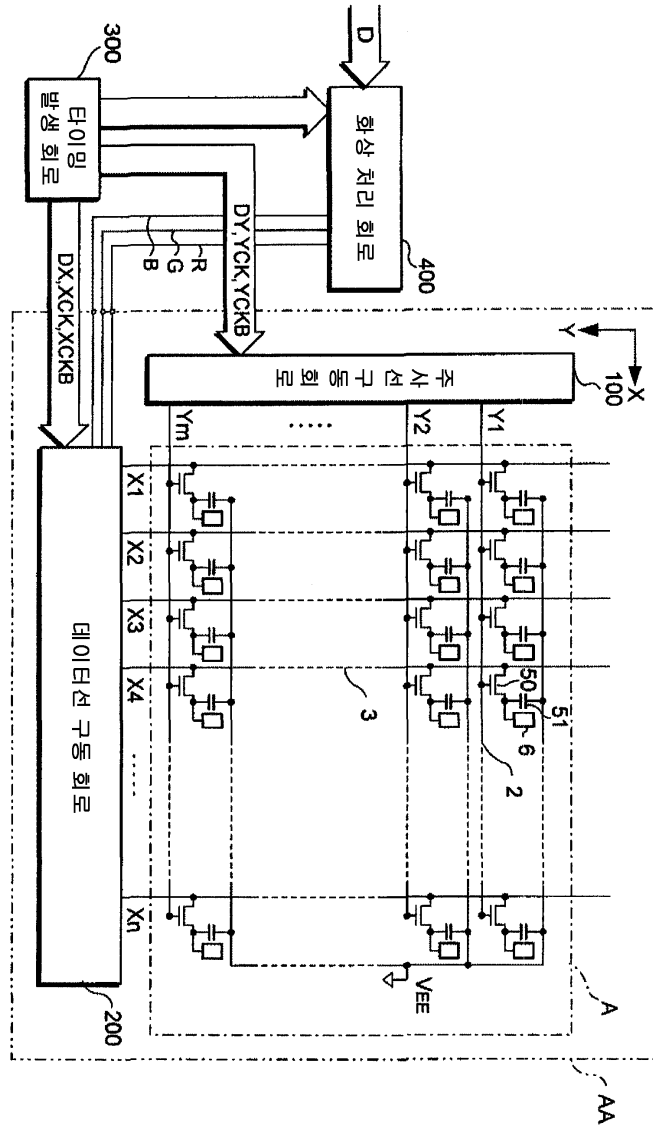 D
화상 처리 회로
400
300
타이밍
발생 회로
DY,YCK,YCKB
R
G
B
DX,XCK,XCKB
X
Y
100
주사선 구동 회로
Y1
Y2
.....
Ym
X1
X2
X3
X4
.....
Xn
50
51
6
2
3
데이터선 구동 회로
200
VEE
A
AA